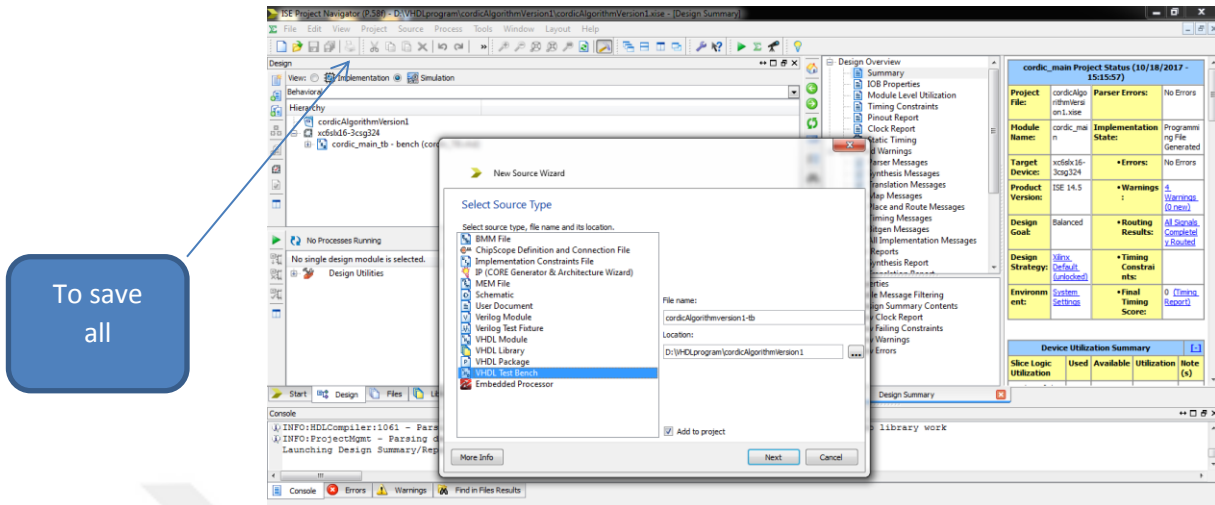 ISE Project Navigator (P.58f) - D:\VHDLprogram\cordicAlgorithmVersion1\cordicAlgorithmVersion1.xise - [Design Summary]
File Edit View Project Source Process Tools Window Layout Help
Design
View: Implementation Simulation
Behavioral
Hierarchy
cordicAlgorithmVersion1
xc6slx16-3csg324
cordic_main_tb - bench
No Processes Running
No single design module is selected.
Design Utilities
To save
all
New Source Wizard
Select Source Type
Select source type, file name and its location.
BMM File
ChipScope Definition and Connection File
Implementation Constraints File
IP (CORE Generator & Architecture Wizard)
MEM File
Schematic
User Document
Verilog Module
Verilog Test Fixture
VHDL Module
VHDL Library
VHDL Package
VHDL Test Bench
Embedded Processor
File name:
cordicAlgorithmversion1-tb
Location:
D:\VHDLprogram\cordicAlgorithmVersion1
...
Add to project
More Info Next Cancel
Design Overview
Summary
IOB Properties
Module Level Utilization
Timing Constraints
Pinout Report
Clock Report
Static Timing
Warnings
Parser Messages
Synthesis Messages
Translation Messages
Map Messages
Place and Route Messages
Timing Messages
Bitgen Messages
All Implementation Messages
Reports
Synthesis Report
Message Filtering
Design Summary Contents
Clock Report
Failing Constraints
Warnings
Errors
cordic_main Project Status (10/18/2017 -
15:15:57)
Project File: cordicAlgorithmVersion1.xise Parser Errors: No Errors
Module Name: cordic_main Implementation State: Programming File Generated
Target Device: xc6slx16-3csg324 •Errors: No Errors
Product Version: ISE 14.5 •Warnings: 4 Warnings (0 new)
Design Goal: Balanced •Routing Results: All Signals Completely Routed
Design Strategy: Xilinx Default (unlocked) •Timing Constraints:
Environment: System Settings •Final Timing Score: 0 (Timing Report)
Device Utilization Summary [-]
Slice Logic Utilization Used Available Utilization Note(s)
Start Design Files
Design Summary
Console
INFO:HDLCompiler:1061 - library work
INFO:ProjectMgmt - Parsing
Launching Design
Console Errors Warnings Find in Files Results